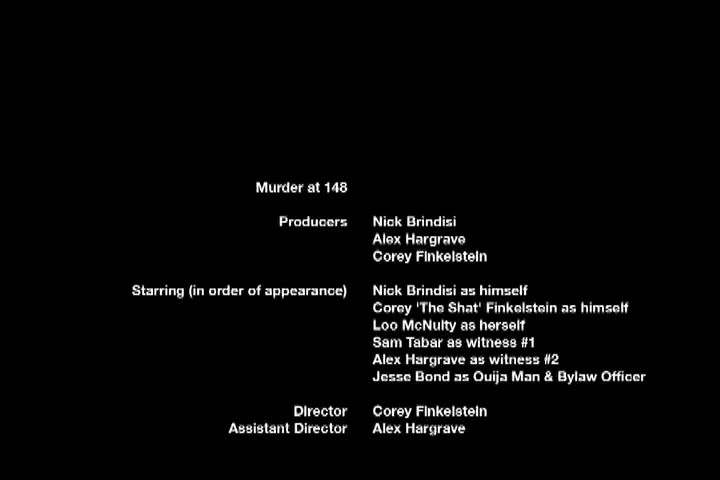 Murder at 148
Producers Nick Brindisi
Alex Hargrave
Corey Finkelstein
Starring (in order of appearance) Nick Brindisi as himself
Corey 'The Shat' Finkelstein as himself
Loo McNulty as herself
Sam Tabar as witness #1
Alex Hargrave as witness #2
Jesse Bond as Ouija Man & Bylaw Officer
Director Corey Finkelstein
Assistant Director Alex Hargrave